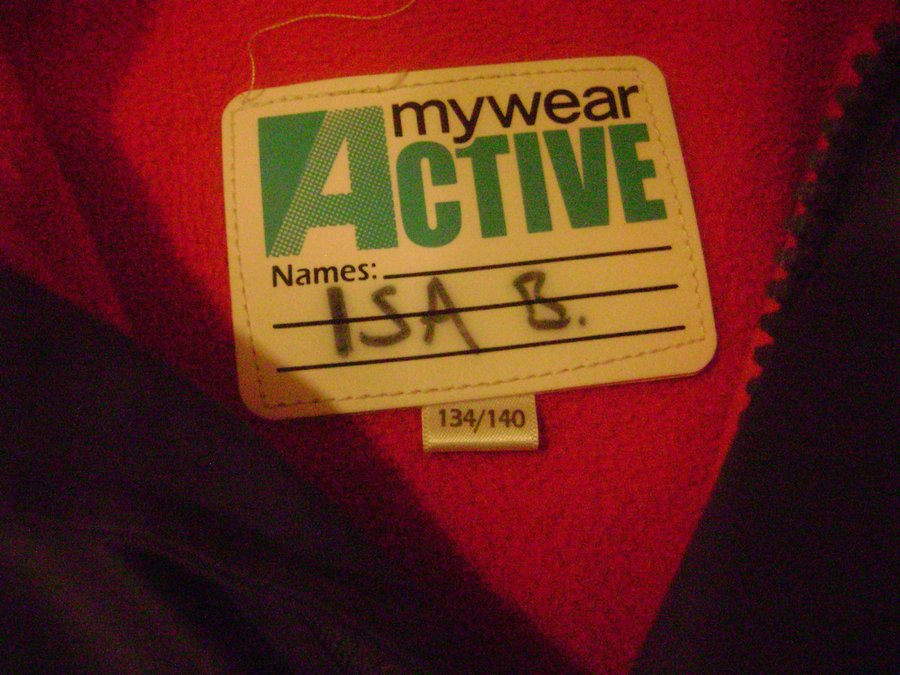 mywear
ACTIVE
Names:
ISA B.
134/140